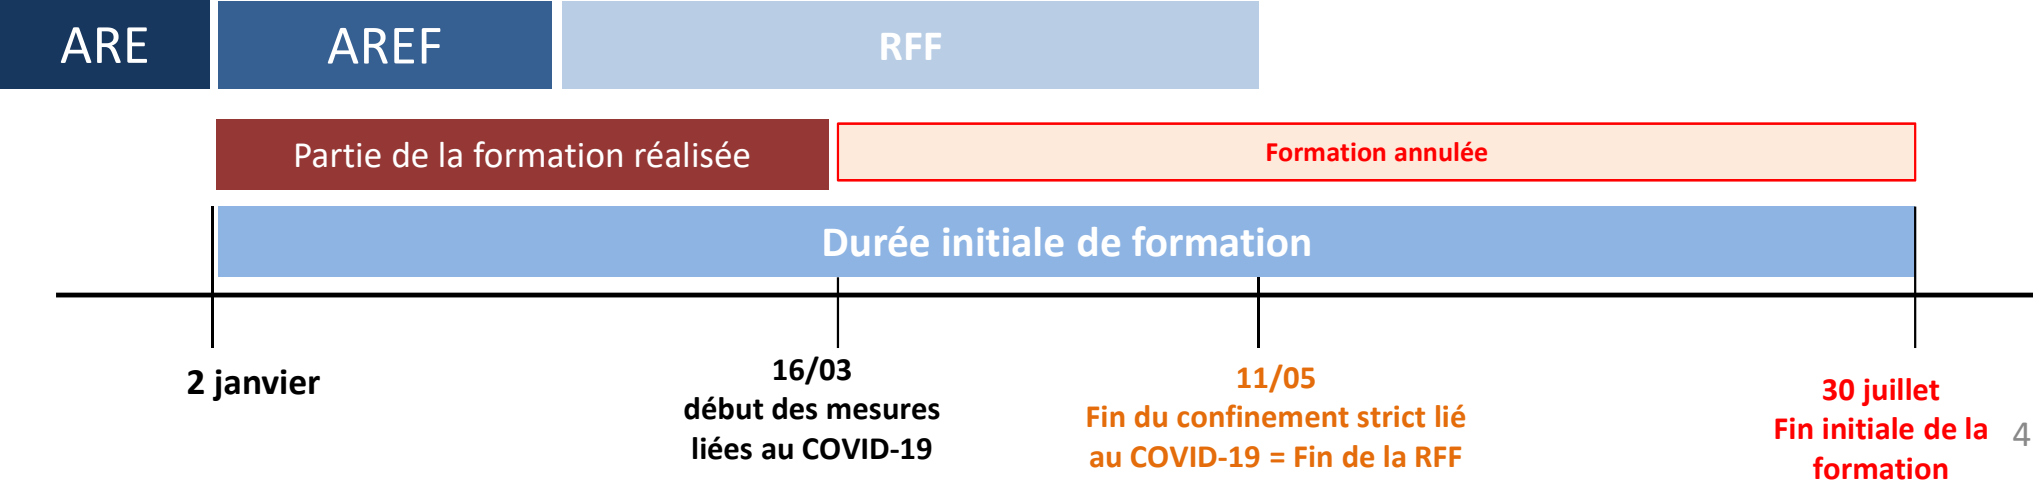 ARE
AREF
RFF
Partie de la formation réalisée
Formation annulée
Durée initiale de formation
2 janvier
16/03
début des mesures
liées au COVID-19
11/05
Fin du confinement strict lié
au COVID-19 = Fin de la RFF
30 juillet
Fin initiale de la
formation
4